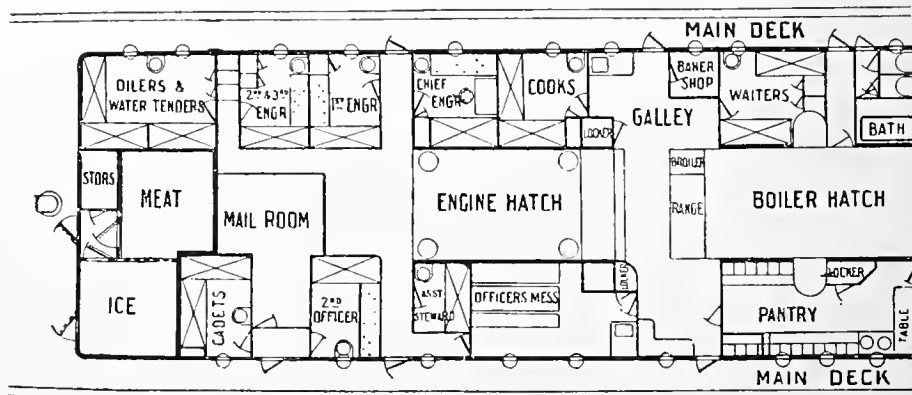 MAIN DECK
OILERS &
WATER TENDERS
2ND & 3RD
ENGR
1ST ENGR
CHIEF
ENGR
COOKS
BAKER
SHOP
WAITERS
GALLEY
LOCKER
BATH
STORS
MEAT
MAIL ROOM
ENGINE HATCH
BROILER
RANGE
BOILER HATCH
ICE
CADETS
2ND
OFFICER
ASST
STEWARD
OFFICERS MESS
LOCKER
LOCKER
PANTRY
TABLE
MAIN DECK